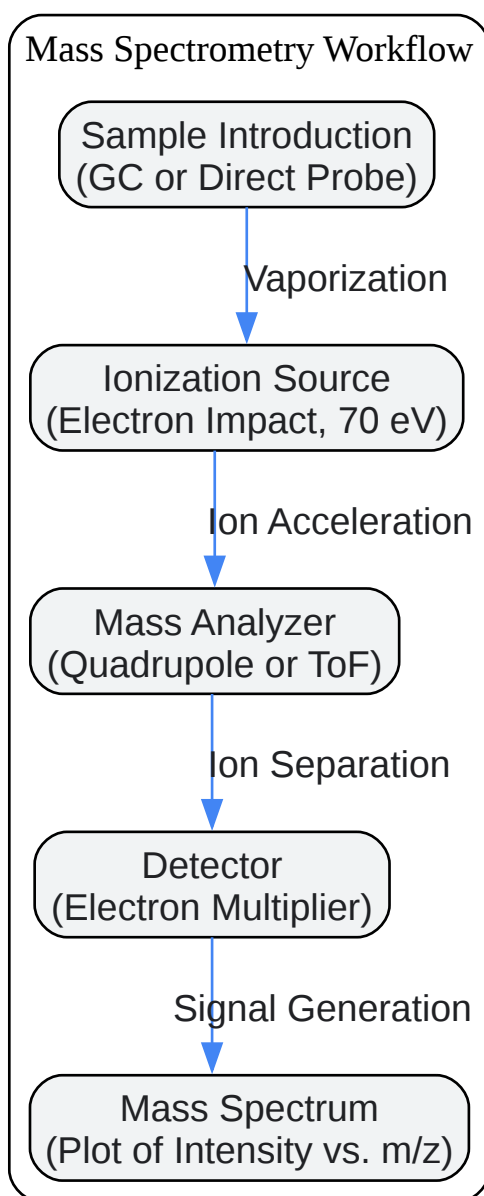 Mass Spectrometry Workflow
Sample Introduction
(GC or Direct Probe)
Vaporization
Ionization Source
(Electron Impact, 70 eV)
Ion Acceleration
Mass Analyzer
(Quadrupole or ToF)
Ion Separation
Detector
(Electron Multiplier)
Signal Generation
Mass Spectrum
(Plot of Intensity vs. m/z)